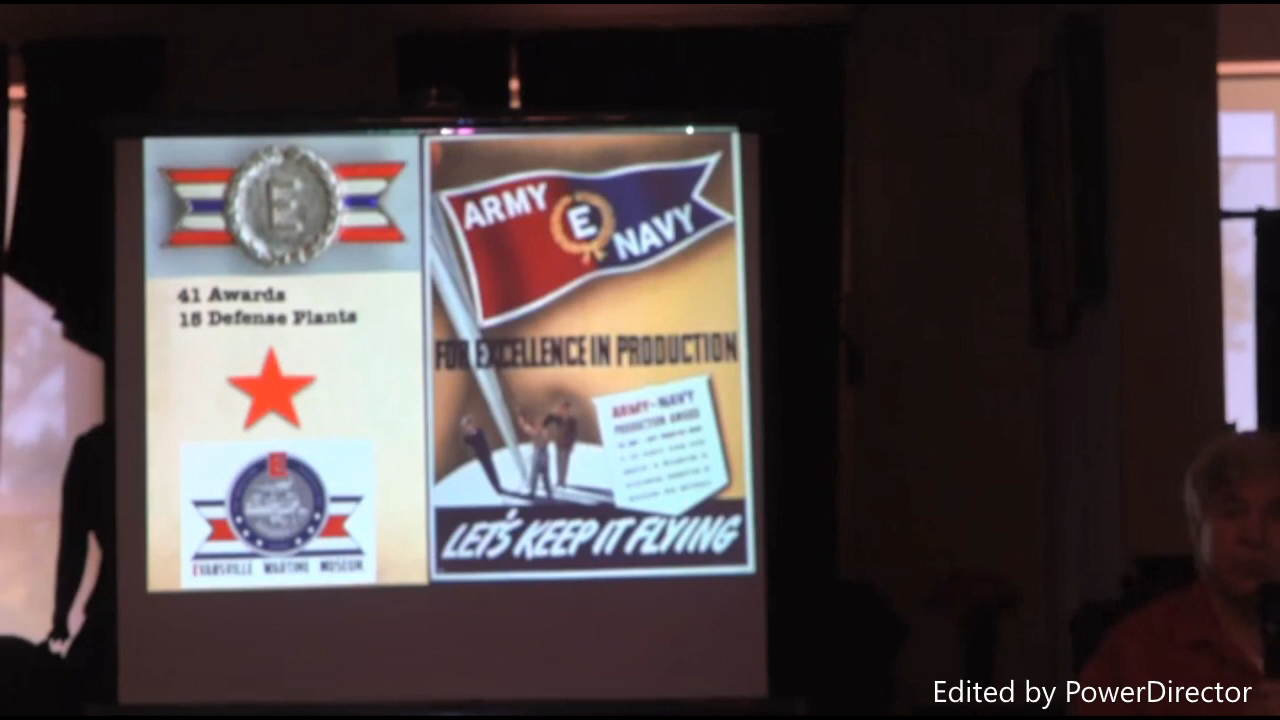 E
41 Awards
15 Defense Plants
E
EVANSVILLE WARTIME MUSEUM
ARMY E NAVY
FOR EXCELLENCE IN PRODUCTION
ARMY-NAVY
PRODUCTION AWARD
LET'S KEEP IT FLYING
Edited by PowerDirector